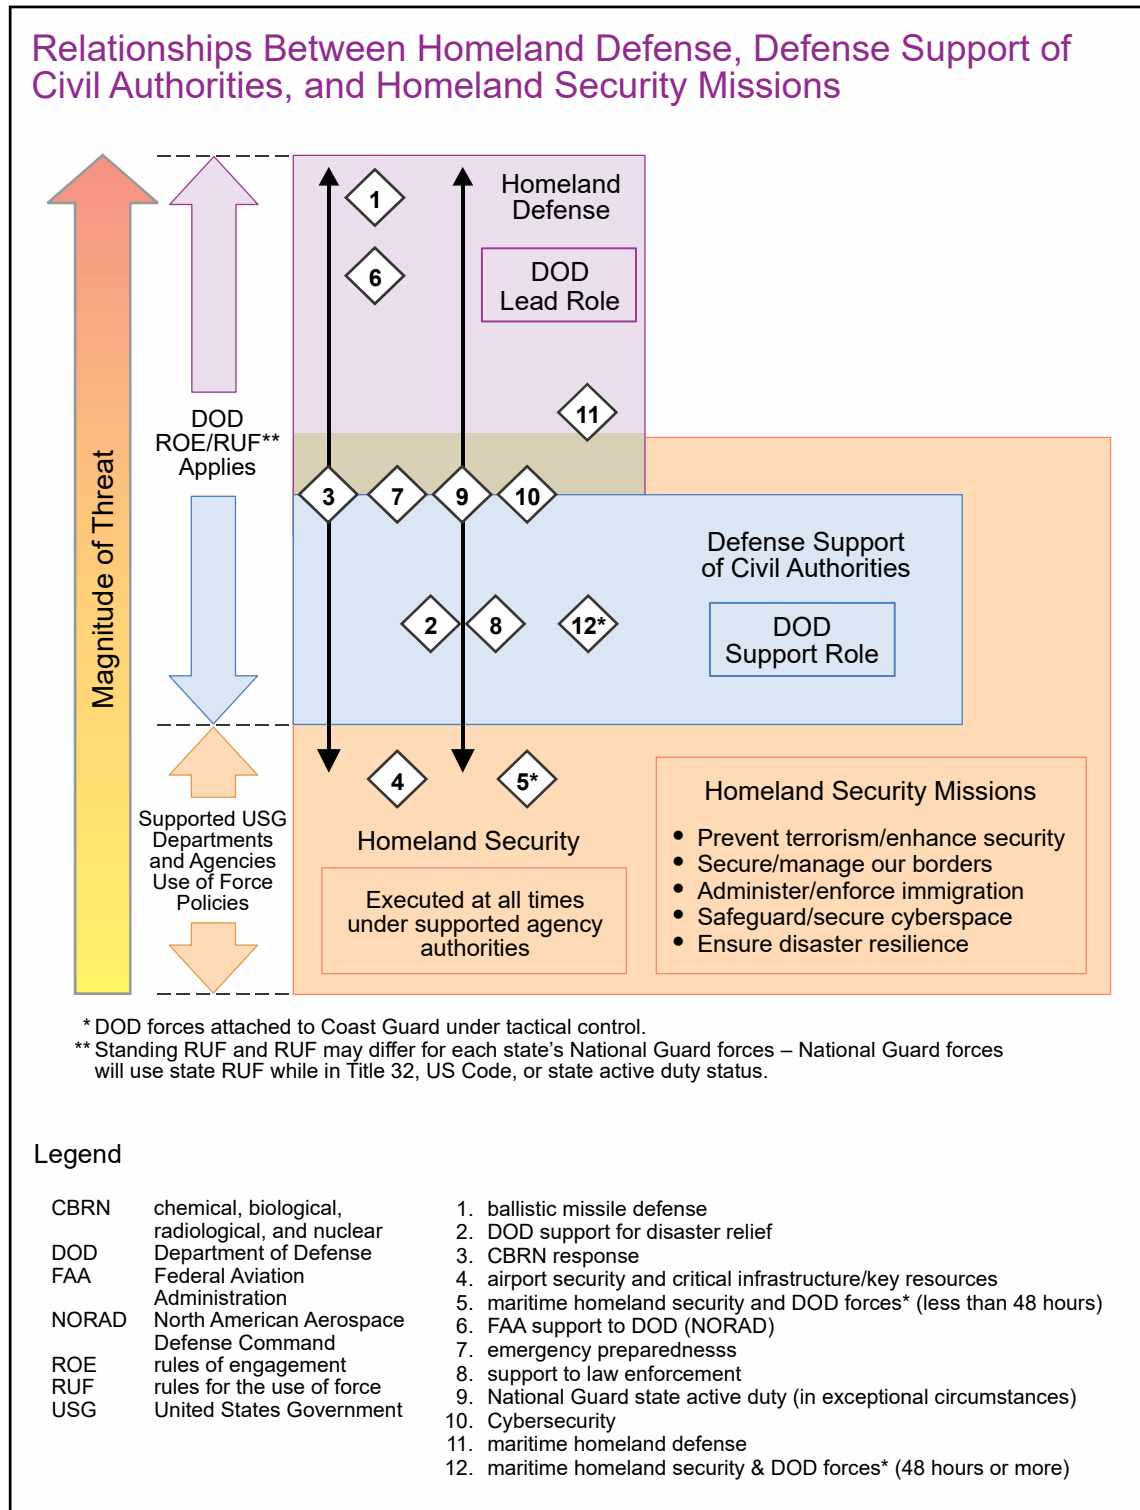 Relationships Between Homeland Defense, Defense Support of
Civil Authorities, and Homeland Security Missions
Magnitude of Threat
DOD
ROE/RUF**
Applies
Supported USG
Departments
and Agencies
Use of Force
Policies
1
6
Homeland
Defense
DOD
Lead Role
11
3
7
9
10
Defense Support
of Civil Authorities
2
8
12*
DOD
Support Role
4
5*
Homeland Security
Executed at all times
under supported agency
authorities
Homeland Security Missions
• Prevent terrorism/enhance security
• Secure/manage our borders
• Administer/enforce immigration
• Safeguard/secure cyberspace
• Ensure disaster resilience
* DOD forces attached to Coast Guard under tactical control.
** Standing RUF and RUF may differ for each state’s National Guard forces – National Guard forces
will use state RUF while in Title 32, US Code, or state active duty status.
Legend
CBRN chemical, biological,
radiological, and nuclear
DOD Department of Defense
FAA Federal Aviation
Administration
NORAD North American Aerospace
Defense Command
ROE rules of engagement
RUF rules for the use of force
USG United States Government
1. ballistic missile defense
2. DOD support for disaster relief
3. CBRN response
4. airport security and critical infrastructure/key resources
5. maritime homeland security and DOD forces* (less than 48 hours)
6. FAA support to DOD (NORAD)
7. emergency preparednesss
8. support to law enforcement
9. National Guard state active duty (in exceptional circumstances)
10. Cybersecurity
11. maritime homeland defense
12. maritime homeland security & DOD forces* (48 hours or more)